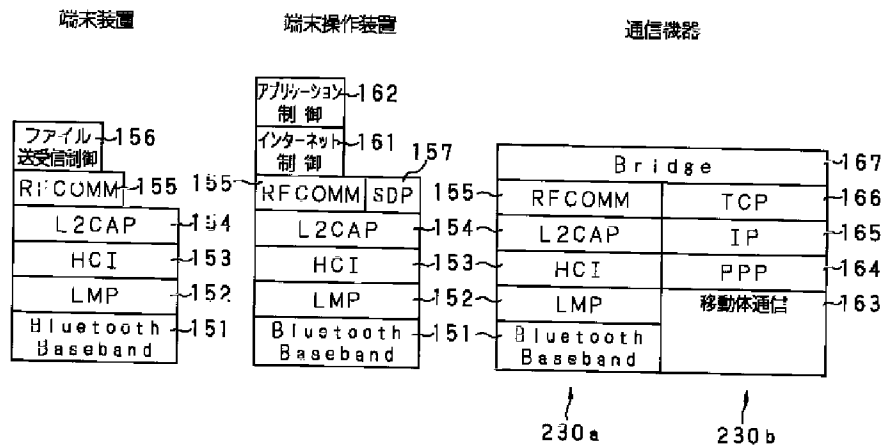 端末装置
ファイル
送受信制御
156
RFCOMM
155
L2CAP
154
HCI
153
LMP
152
Bluetooth
Baseband
151
端末操作装置
アプリケーション
制御
162
インターネット
制御
161
157
155
RFCOMM
SDP
L2CAP
154
HCI
153
LMP
152
Bluetooth
Baseband
151
通信機器
Bridge
167
155
RFCOMM
TCP
166
L2CAP
IP
165
HCI
PPP
164
LMP
移動体通信
163
Bluetooth
Baseband
230a
230b